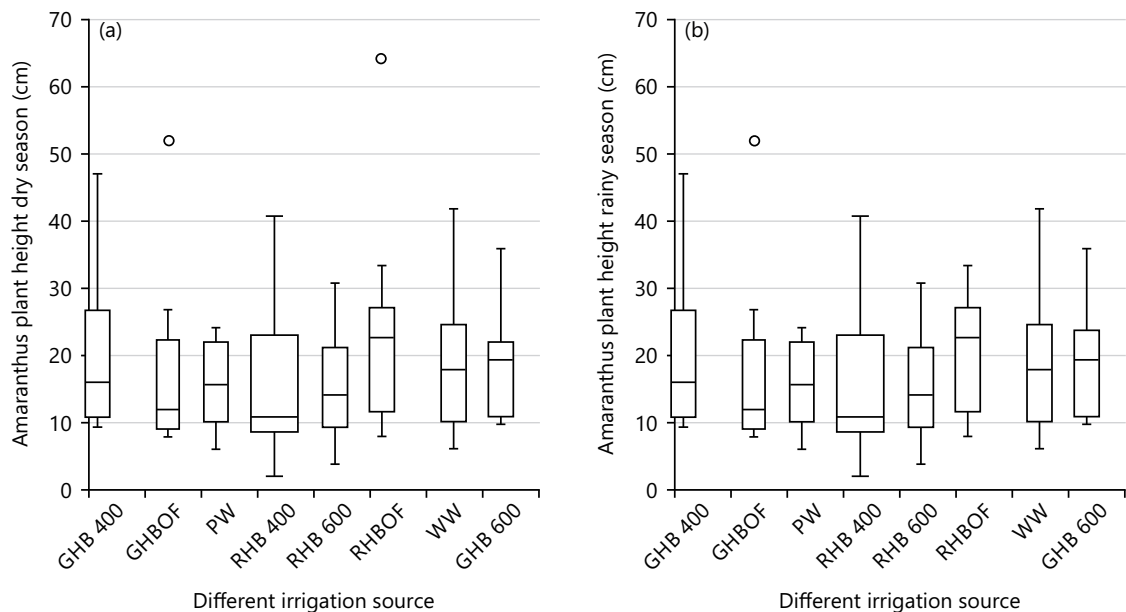 (a)
Amaranthus plant height dry season (cm)
70
60
50
40
30
20
10
0
GHB 400
GHBOF
PW
RHB 400
RHB 600
RHBOF
WW
GHB 600
Different irrigation source
(b)
Amaranthus plant height rainy season (cm)
70
60
50
40
30
20
10
0
GHB 400
GHBOF
PW
RHB 400
RHB 600
RHBOF
WW
GHB 600
Different irrigation source